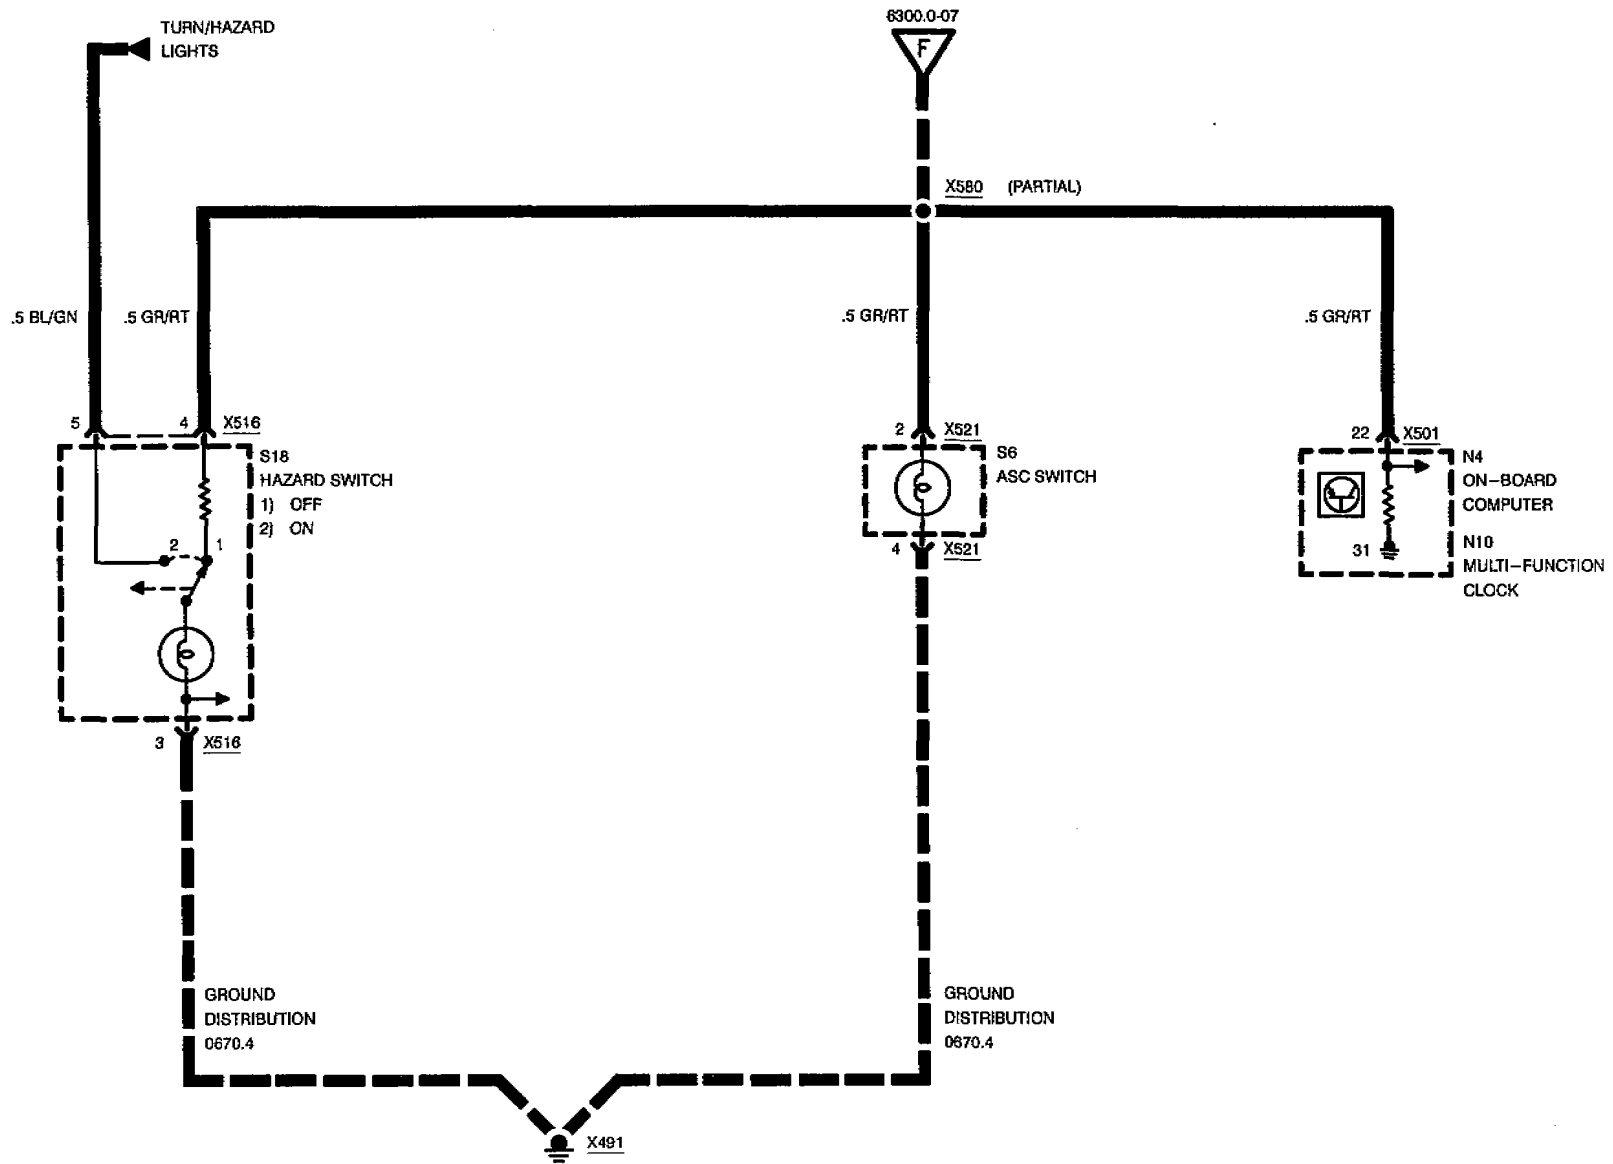 TURN/HAZARD
LIGHTS
6300.0-07
F
X580 (PARTIAL)
.5 BL/GN
.5 GR/RT
.5 GR/RT
.5 GR/RT
5
4
X516
2
X521
22
X501
S18
HAZARD SWITCH
1) OFF
2) ON
S6
ASC SWITCH
N4
ON-BOARD
COMPUTER
2
1
4
X521
31
N10
MULTI-FUNCTION
CLOCK
3
X516
GROUND
DISTRIBUTION
0670.4
GROUND
DISTRIBUTION
0670.4
X491